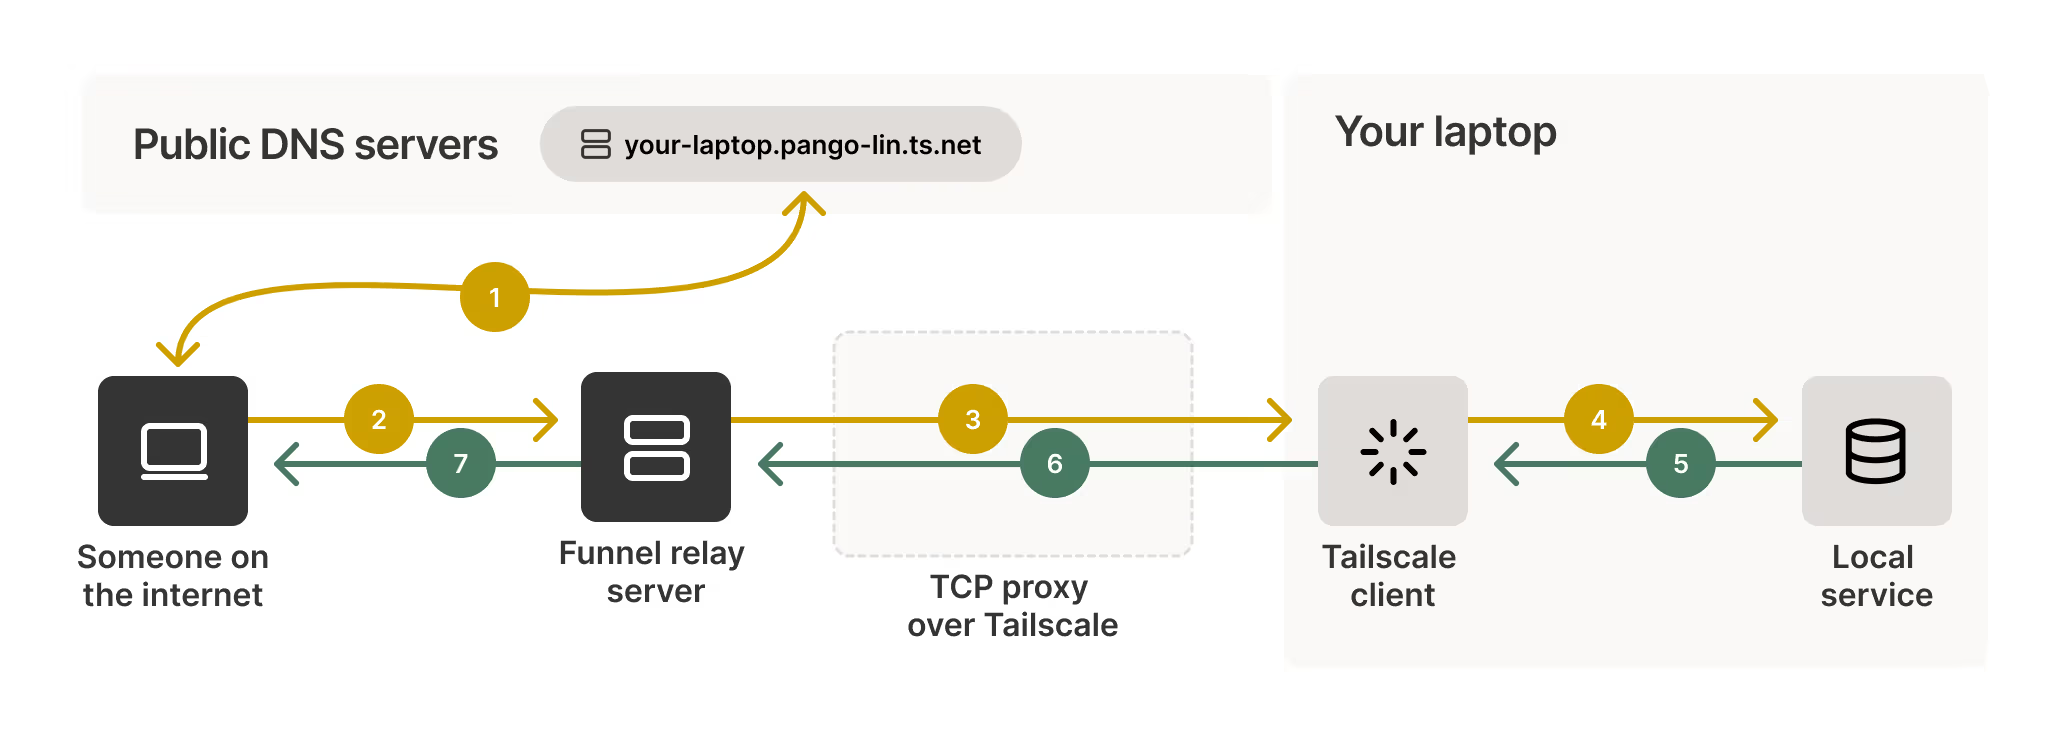 Public DNS servers
your-laptop.pango-lin.ts.net
Your laptop
1
2
3
4
7
6
5
Someone on
the internet
Funnel relay
server
TCP proxy
over Tailscale
Tailscale
client
Local
service